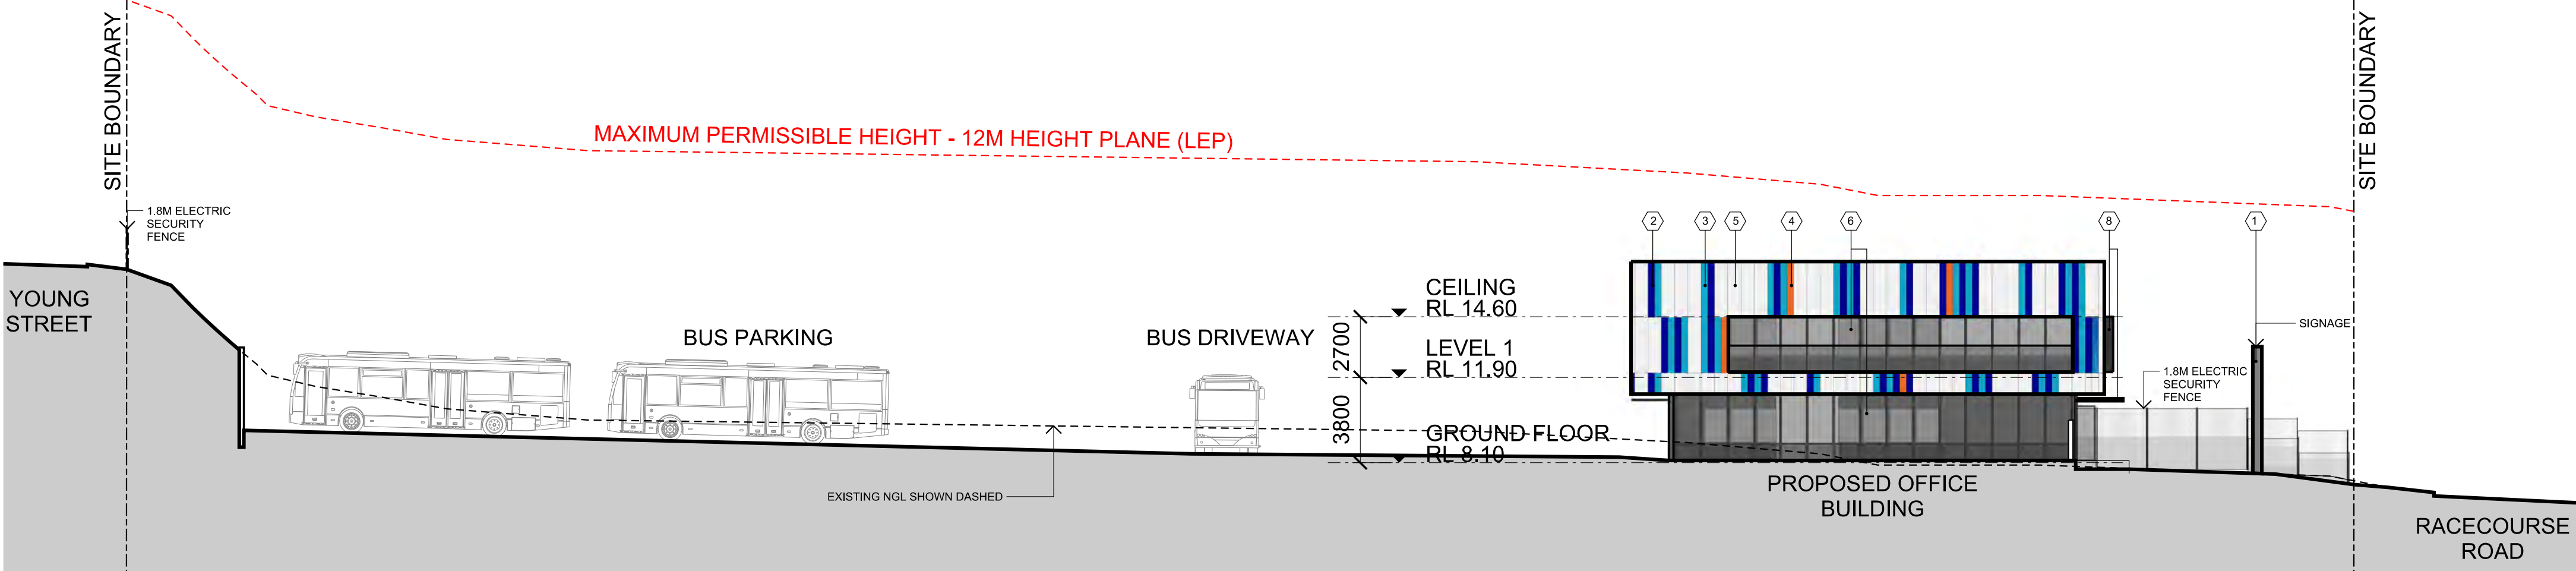 SITE BOUNDARY
MAXIMUM PERMISSIBLE HEIGHT - 12M HEIGHT PLANE (LEP)
SITE BOUNDARY
1.8M ELECTRIC
SECURITY
FENCE
2
3
5
4
6
8
1
YOUNG
STREET
BUS PARKING
BUS DRIVEWAY
CEILING
RL 14.60
2700
LEVEL 1
RL 11.90
3800
GROUND FLOOR
RL 8.10
SIGNAGE
1.8M ELECTRIC
SECURITY
FENCE
EXISTING NGL SHOWN DASHED
PROPOSED OFFICE
BUILDING
RACECOURSE
ROAD